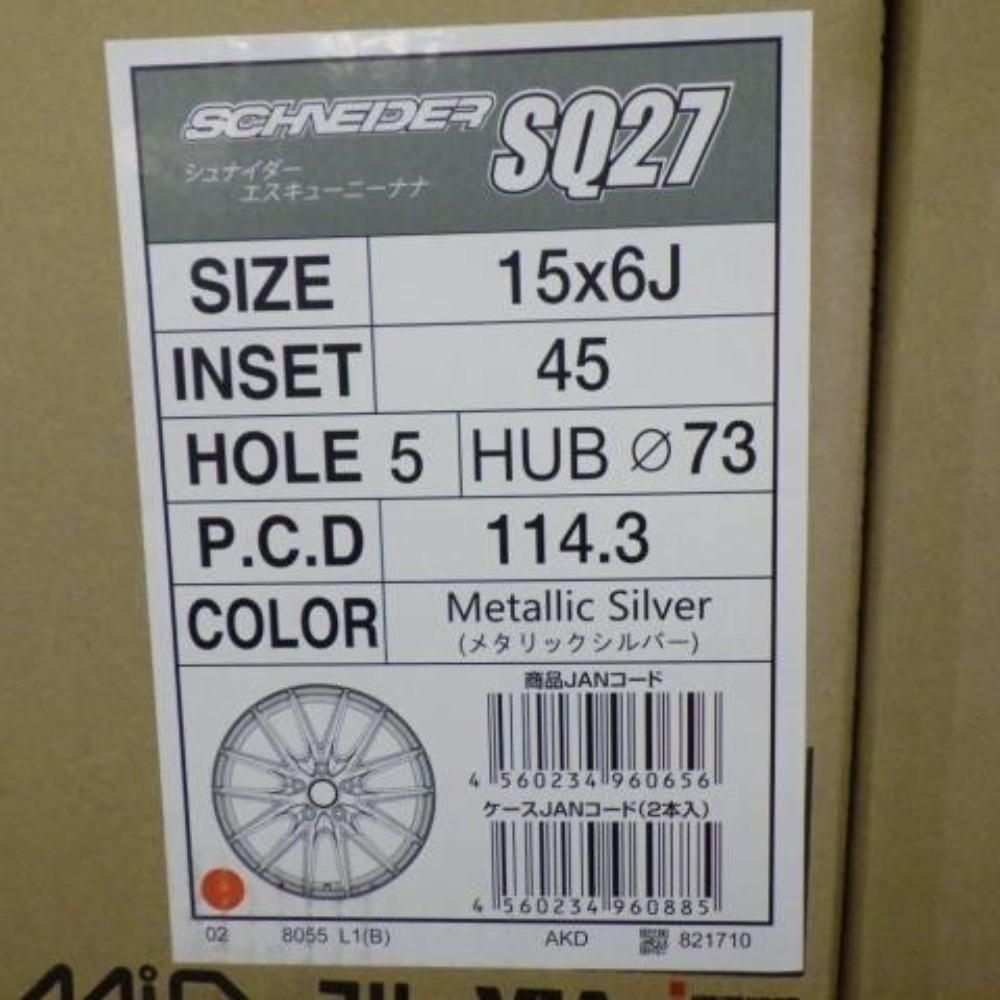 SCHNEIDER SQ27
シュナイダー
エスキューニーナナ
SIZE 15x6J
INSET 45
HOLE 5 HUB ∅73
P.C.D 114.3
COLOR Metallic Silver
(メタリックシルバー)
商品JANコード
4 560234 960656
ケースJANコード(2本入)
4 560234 960885
02 8055 L1(B) AKD 821710